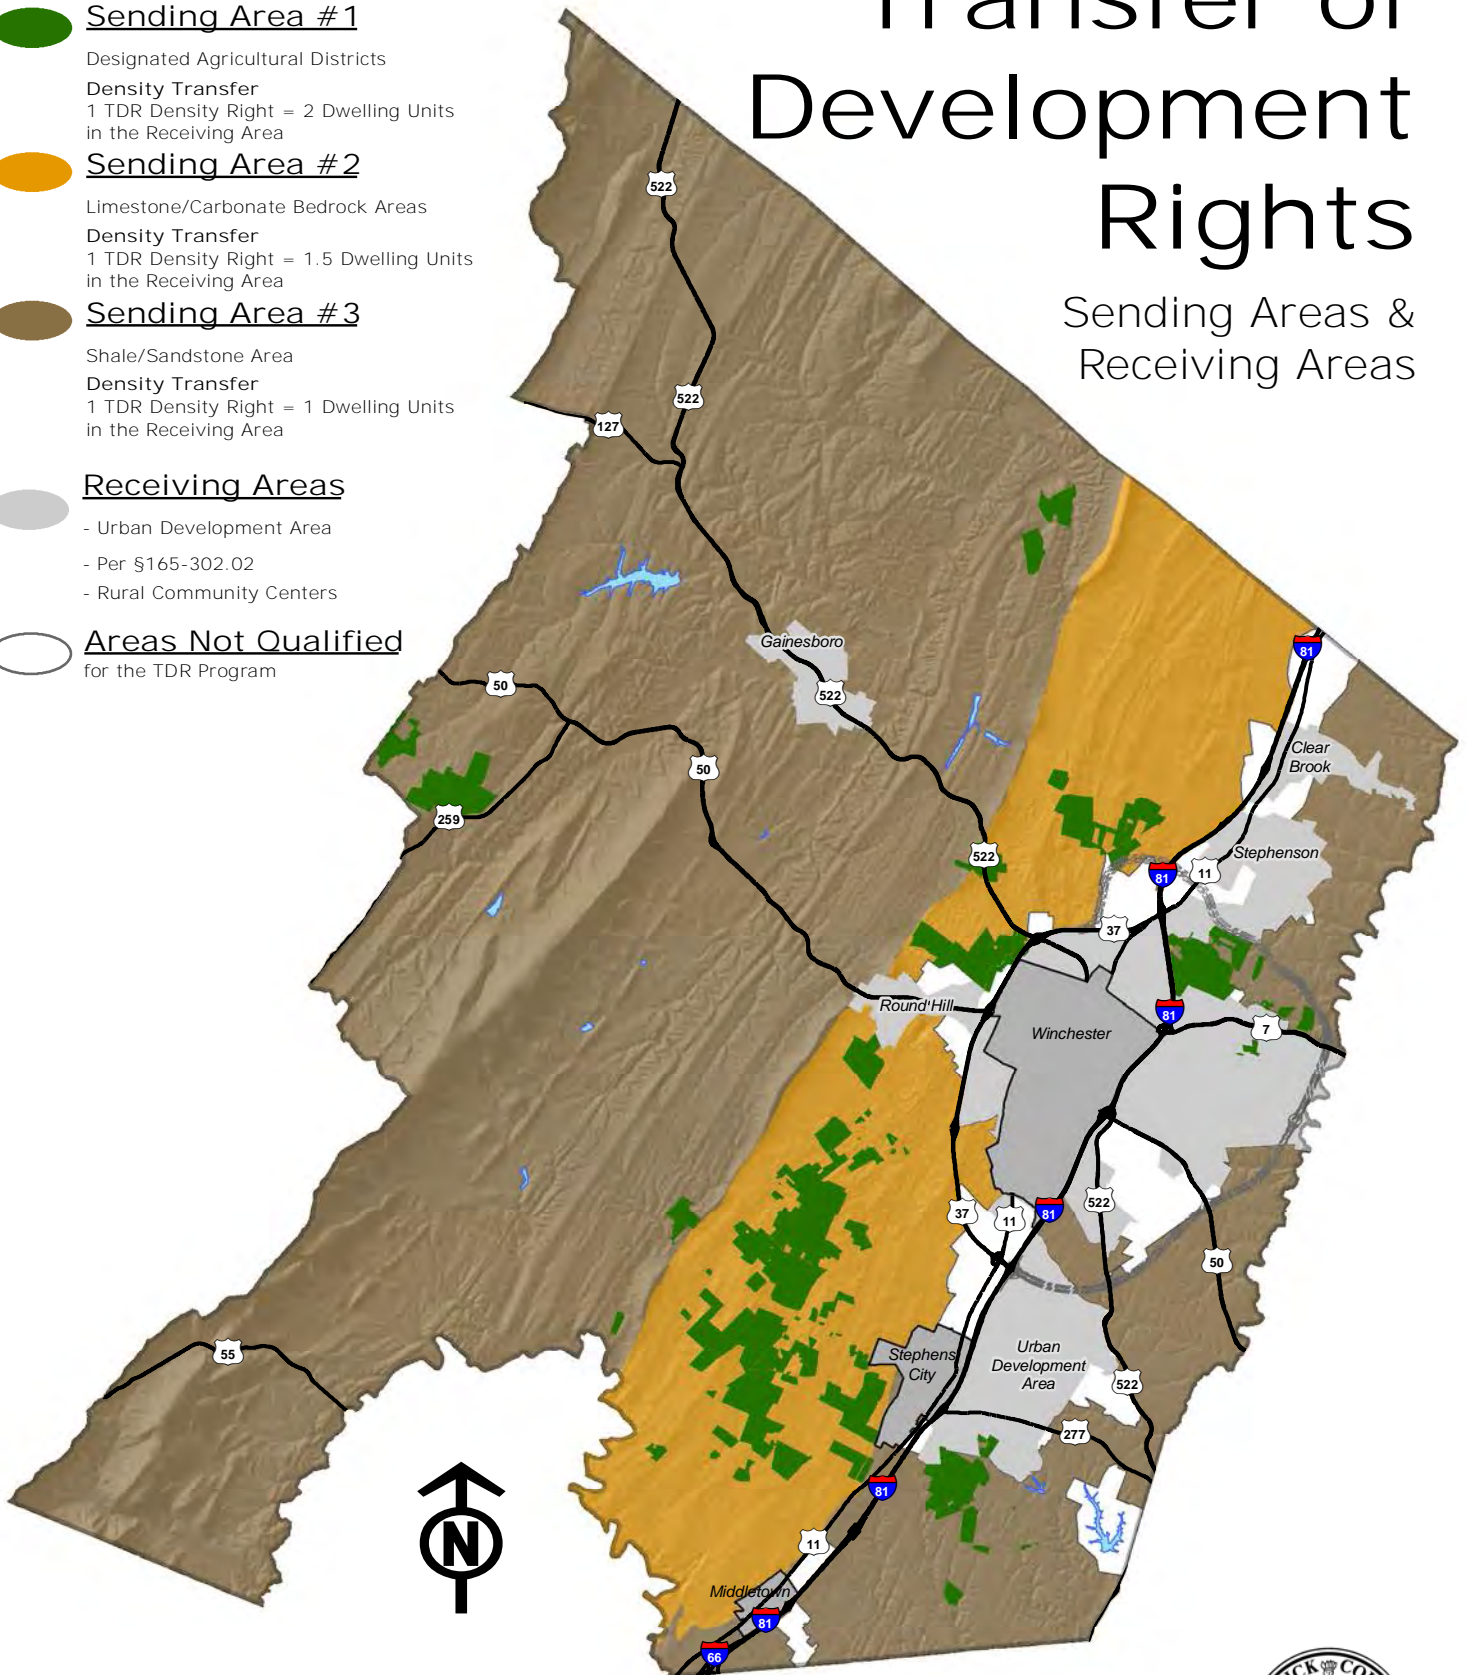 Sending Area #1
Designated Agricultural Districts
Density Transfer
1 TDR Density Right = 2 Dwelling Units
in the Receiving Area
Sending Area #2
Limestone/Carbonate Bedrock Areas
Density Transfer
1 TDR Density Right = 1.5 Dwelling Units
in the Receiving Area
Sending Area #3
Shale/Sandstone Area
Density Transfer
1 TDR Density Right = 1 Dwelling Units
in the Receiving Area
Receiving Areas
- Urban Development Area
- Per §165-302.02
- Rural Community Centers
Areas Not Qualified
for the TDR Program
Transfer of
Development
Rights
Sending Areas &
Receiving Areas
522
522
127
Gainesboro
81
50
522
Clear
Brook
50
259
522
Stephenson
81
11
37
Round Hill
81
Winchester
7
522
37
11
81
50
Stephens
City
Urban
Development
Area
55
522
277
81
N
11
Middletown
81
66